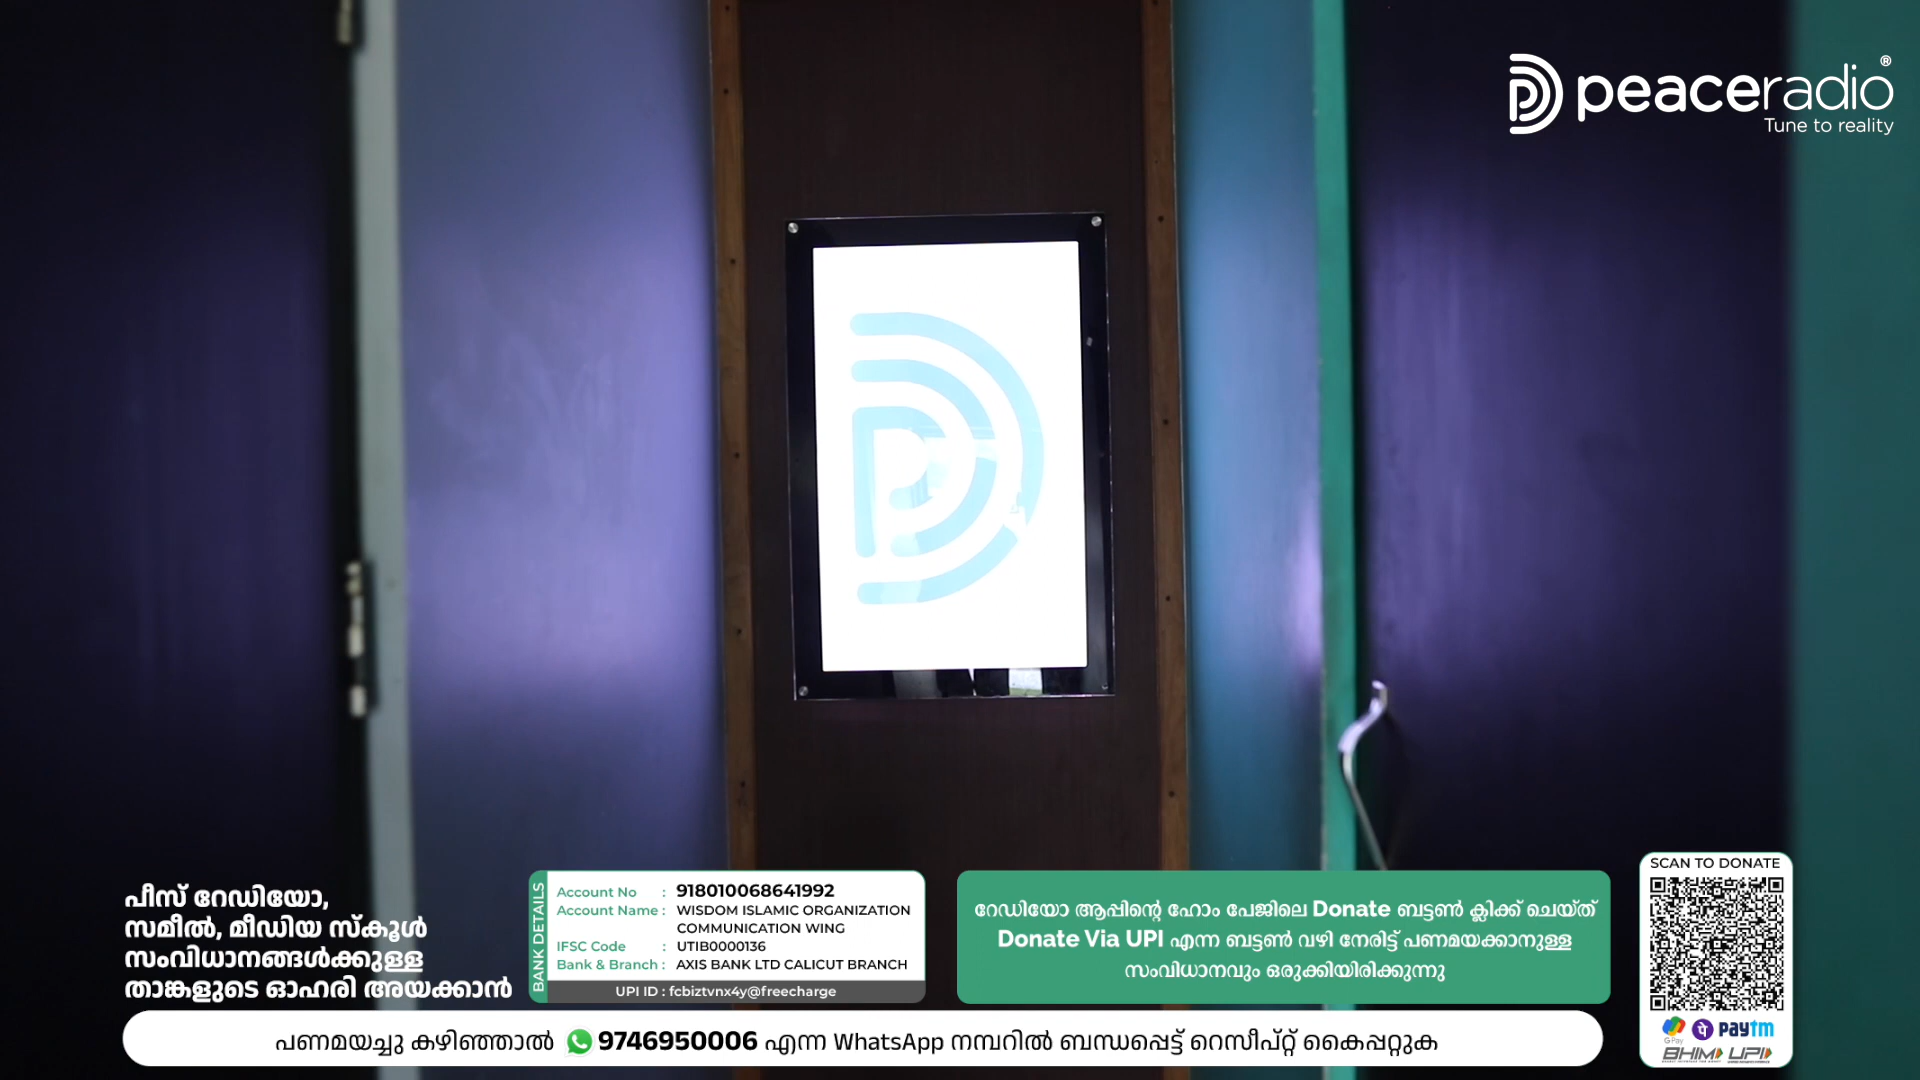 peaceradio®
Tune to reality
പീസ് റേഡിയോ,
സമീൽ, മീഡിയ സ്കൂൾ
സംവിധാനങ്ങൾക്കുള്ള
താങ്കളുടെ ഓഹരി അയക്കാൻ
BANK DETAILS
Account No : 918010068641992
Account Name : WISDOM ISLAMIC ORGANIZATION
COMMUNICATION WING
IFSC Code : UTIB0000136
Bank & Branch : AXIS BANK LTD CALICUT BRANCH
UPI ID : fcbiztvnx4y@freecharge
റേഡിയോ ആപ്പിന്റെ ഹോം പേജിലെ Donate ബട്ടൺ ക്ലിക്ക് ചെയ്ത്
Donate Via UPI എന്ന ബട്ടൺ വഴി നേരിട്ട് പണമയക്കാനുള്ള
സംവിധാനവും ഒരുക്കിയിരിക്കുന്നു
SCAN TO DONATE
G Pay Paytm
BHIM UPI
പണമയച്ചു കഴിഞ്ഞാൽ 9746950006 എന്ന WhatsApp നമ്പറിൽ ബന്ധപ്പെട്ട് റെസീപ്റ്റ് കൈപ്പറ്റുക